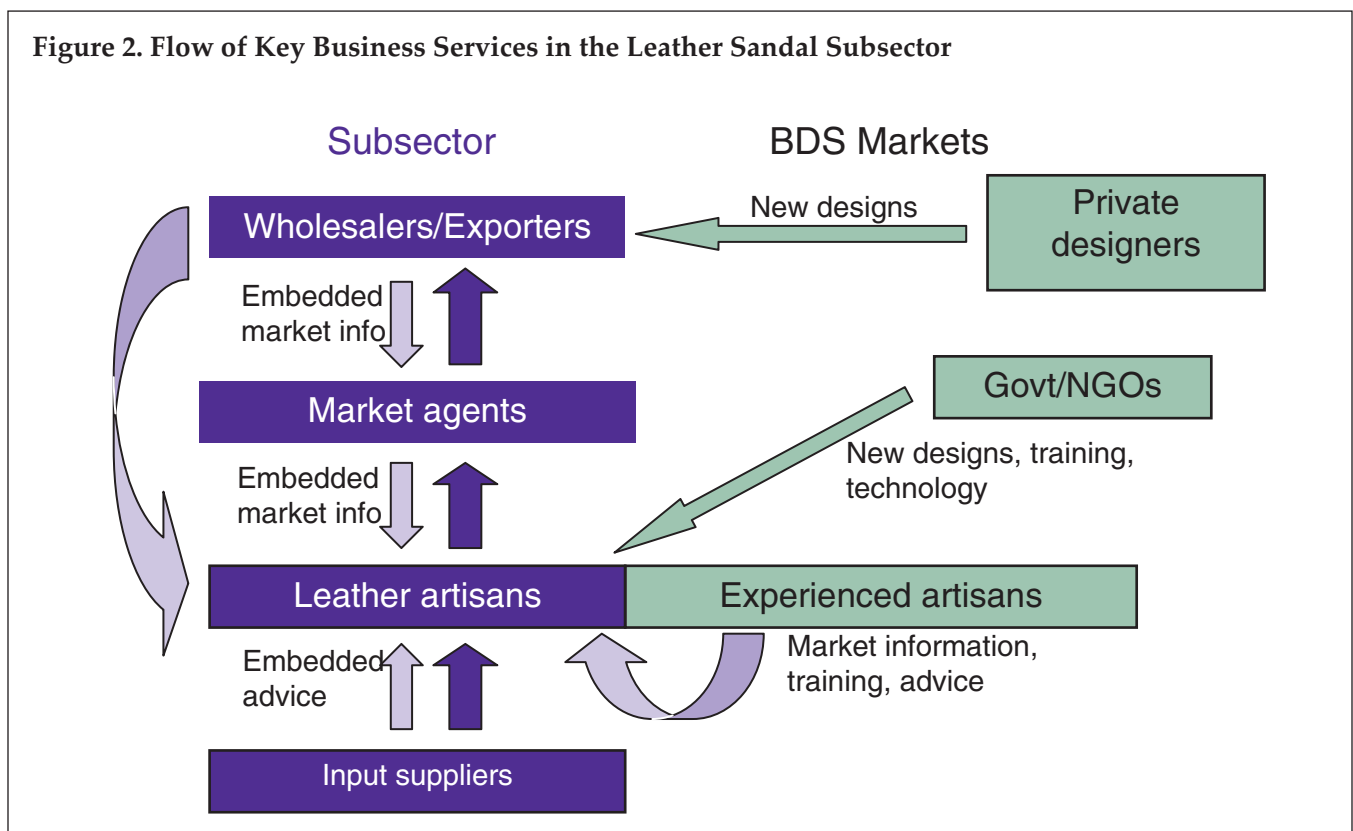 Figure 2. Flow of Key Business Services in the Leather Sandal Subsector
Subsector
BDS Markets
Wholesalers/Exporters
New designs
Private
designers
Embedded
market info
Govt/NGOs
Market agents
New designs, training,
technology
Embedded
market info
Leather artisans
Experienced artisans
Embedded
advice
Market information,
training, advice
Input suppliers